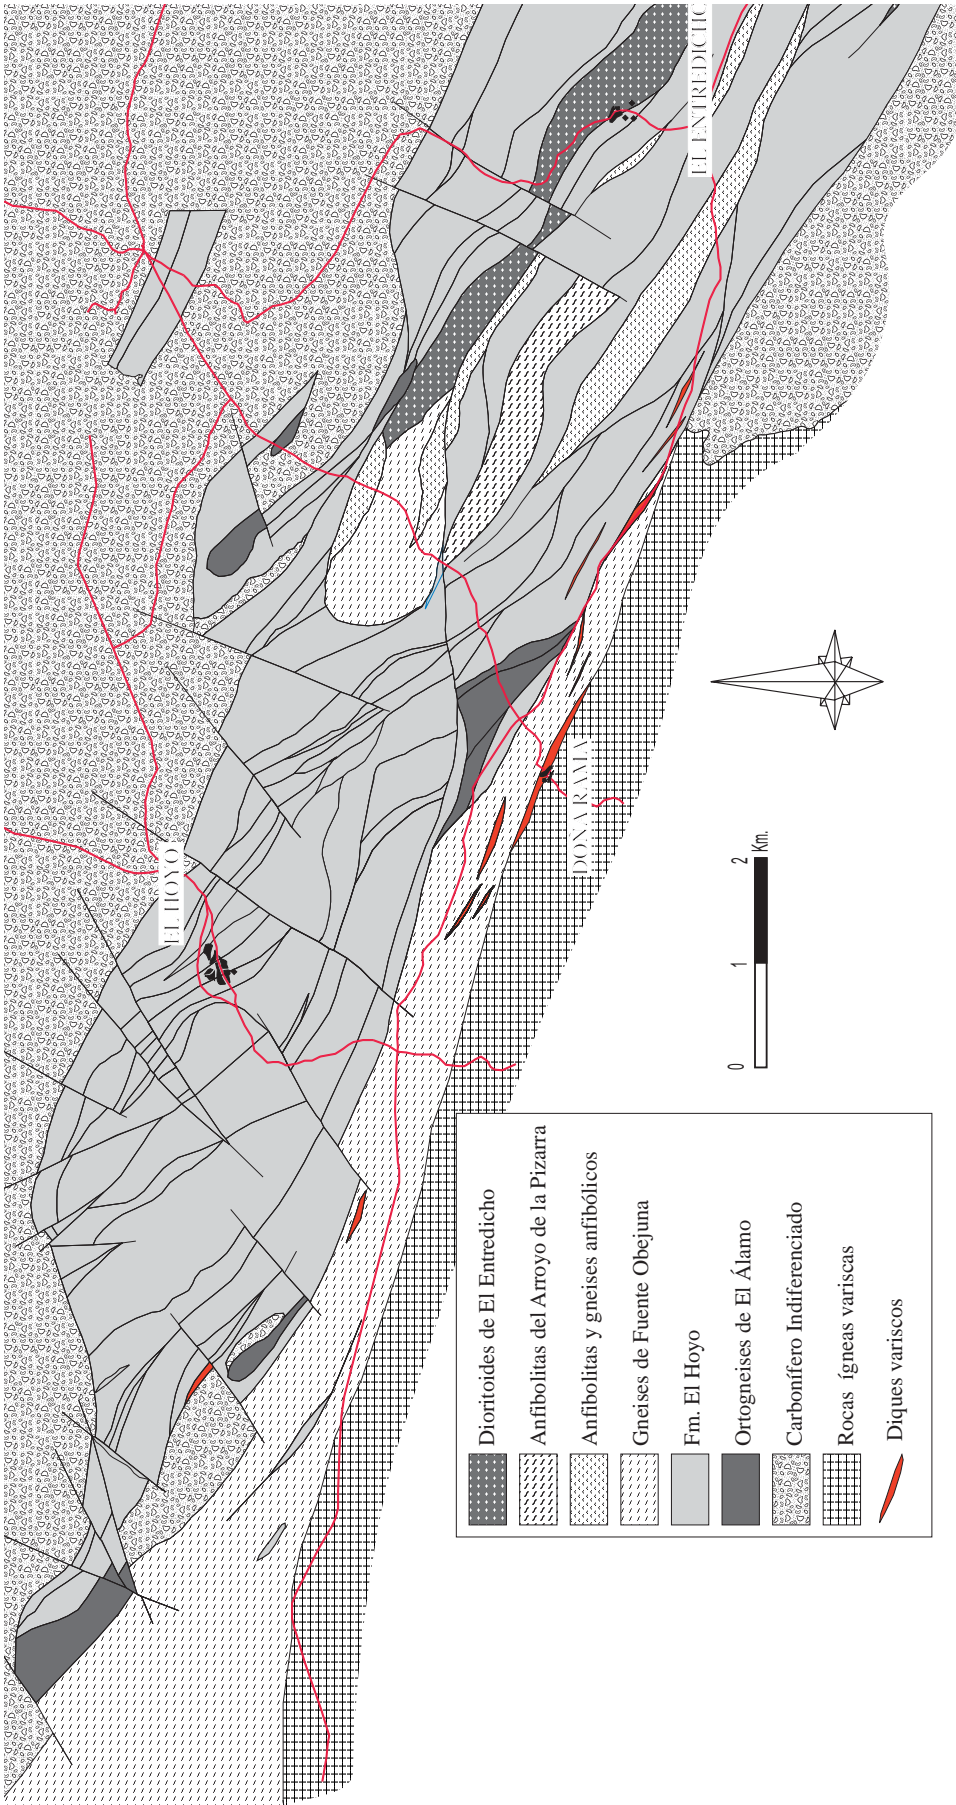 EL HOYO
DOÑA RAMA
EL ENTREDICHO
0 1 2 Km.
Dioritoides de El Entredicho
Anfibolitas del Arroyo de la Pizarra
Anfibolitas y gneises anfibólicos
Gneises de Fuente Obejuna
Fm. El Hoyo
Ortogneises de El Álamo
Carbonífero Indiferenciado
Rocas ígneas variscas
Diques variscos